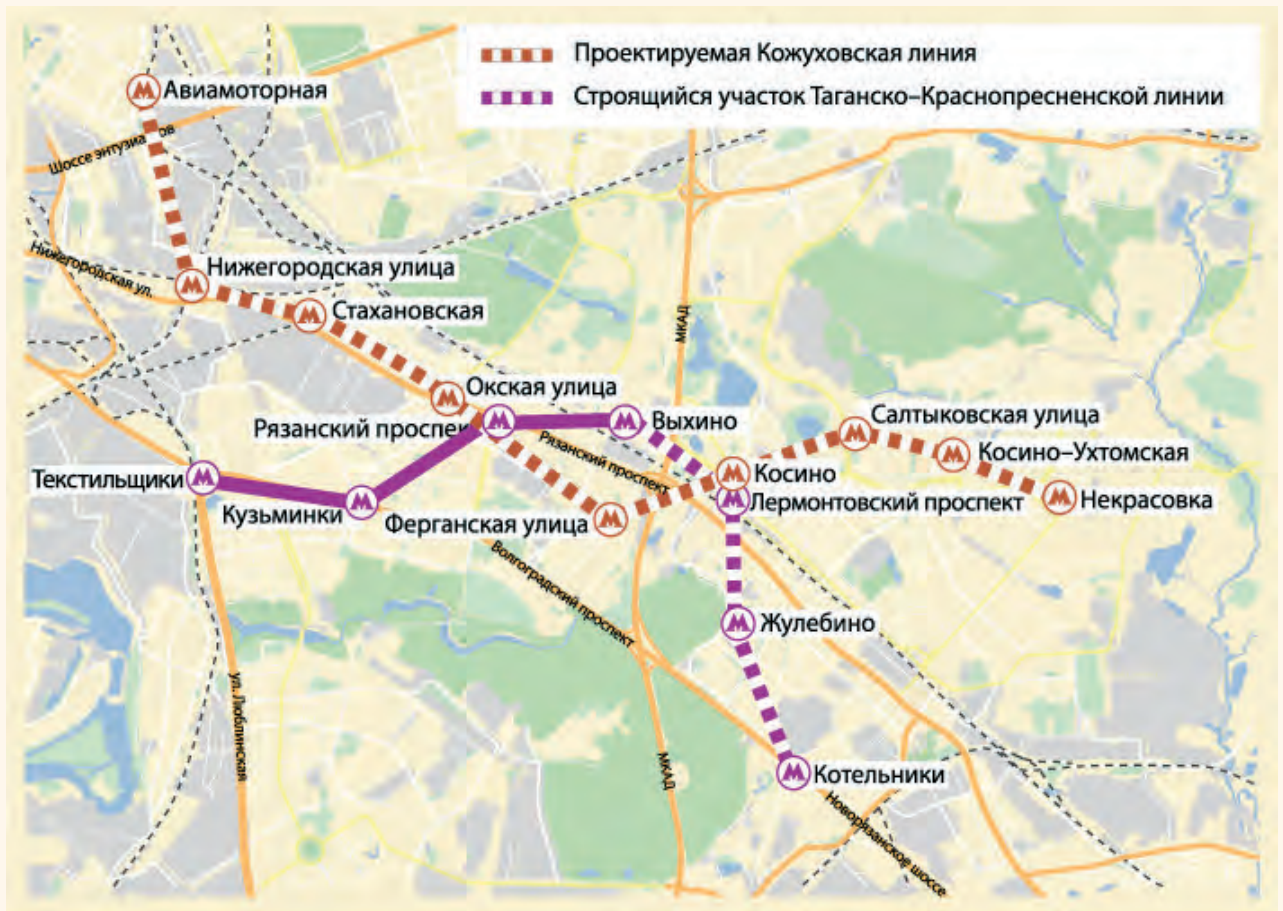 Проектируемая Кожуховская линия
Строящийся участок Таганско–Краснопресненской линии
Авиамоторная
Шоссе энтузиастов
Нижегородская улица
Нижегородская ул.
Стахановская
МКАД
Окская улица
Рязанский проспек
Выхино
Салтыковская улица
Рязанский проспект
Косино–Ухтомская
Косино
Текстильщики
Лермонтовский проспект
Некрасовка
Кузьминки
Ферганская улица
Волгоградский проспект
Жулебино
ул. Люблинская
МКАД
Котельники
Новорязанское шоссе